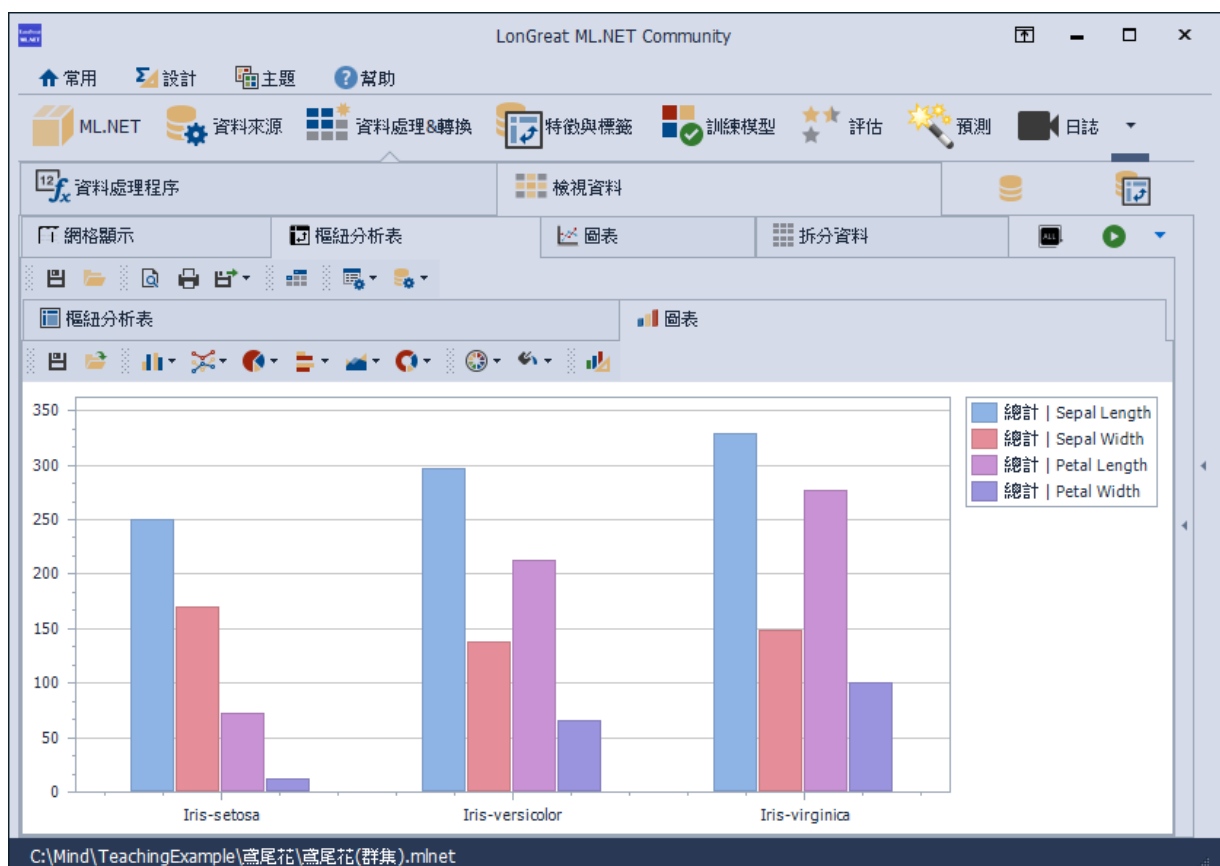 LonGreat ML.NET Community
常用 設計 主題 幫助
ML.NET 資料來源 資料處理&轉換 特徵與標籤 訓練模型 評估 預測 日誌
資料處理程序 檢視資料
網格顯示 樞紐分析表 圖表 拆分資料
樞紐分析表 圖表
350
300
250
200
150
100
50
0
Iris-setosa Iris-versicolor Iris-virginica
總計 | Sepal Length
總計 | Sepal Width
總計 | Petal Length
總計 | Petal Width
C:\Mind\TeachingExample\鳶尾花\鳶尾花(群集).mlnet